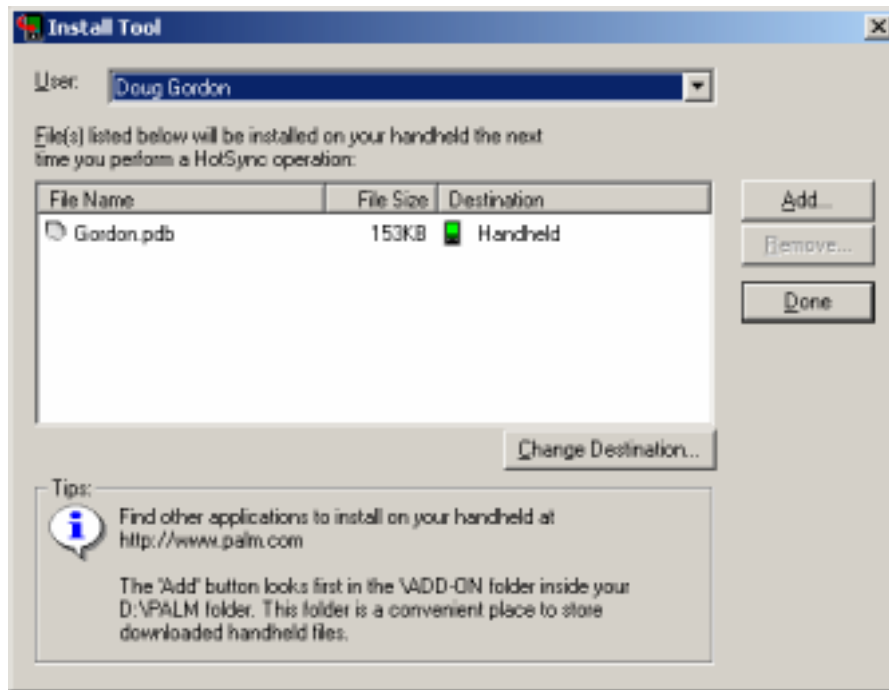 Install Tool
User: Doug Gordon
File(s) listed below will be installed on your handheld the next
time you perform a HotSync operation:
File Name File Size Destination
Gordon.pdb 153KB Handheld
Add...
Remove...
Done
Change Destination...
Tips:
Find other applications to install on your handheld at
http://www.palm.com
The 'Add' button looks first in the \ADD-ON folder inside your
D:\PALM folder. This folder is a convenient place to store
downloaded handheld files.